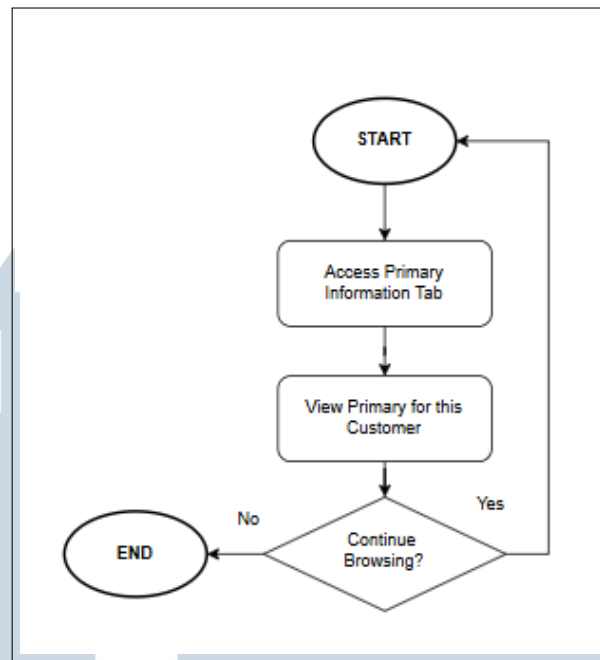 START
Access Primary
Information Tab
View Primary for this
Customer
Continue
Browsing?
Yes
No
END